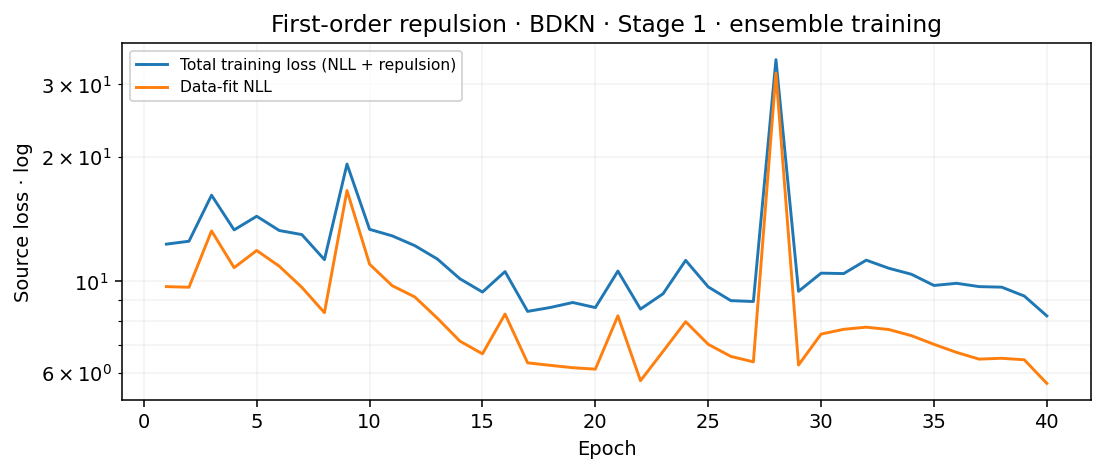 First-order repulsion · BDKN · Stage 1 · ensemble training
Total training loss (NLL + repulsion)
Data-fit NLL
Source loss · log
3 × 10¹
2 × 10¹
10¹
6 × 10⁰
0 5 10 15 20 25 30 35 40
Epoch